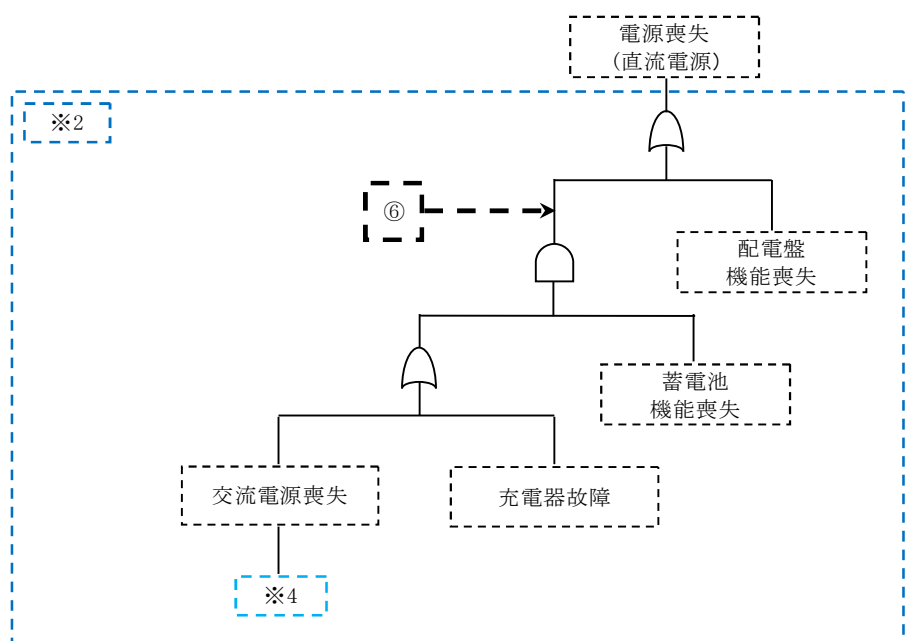 電源喪失
(直流電源)
※2
⑥
配電盤
機能喪失
蓄電池
機能喪失
交流電源喪失
充電器故障
※4